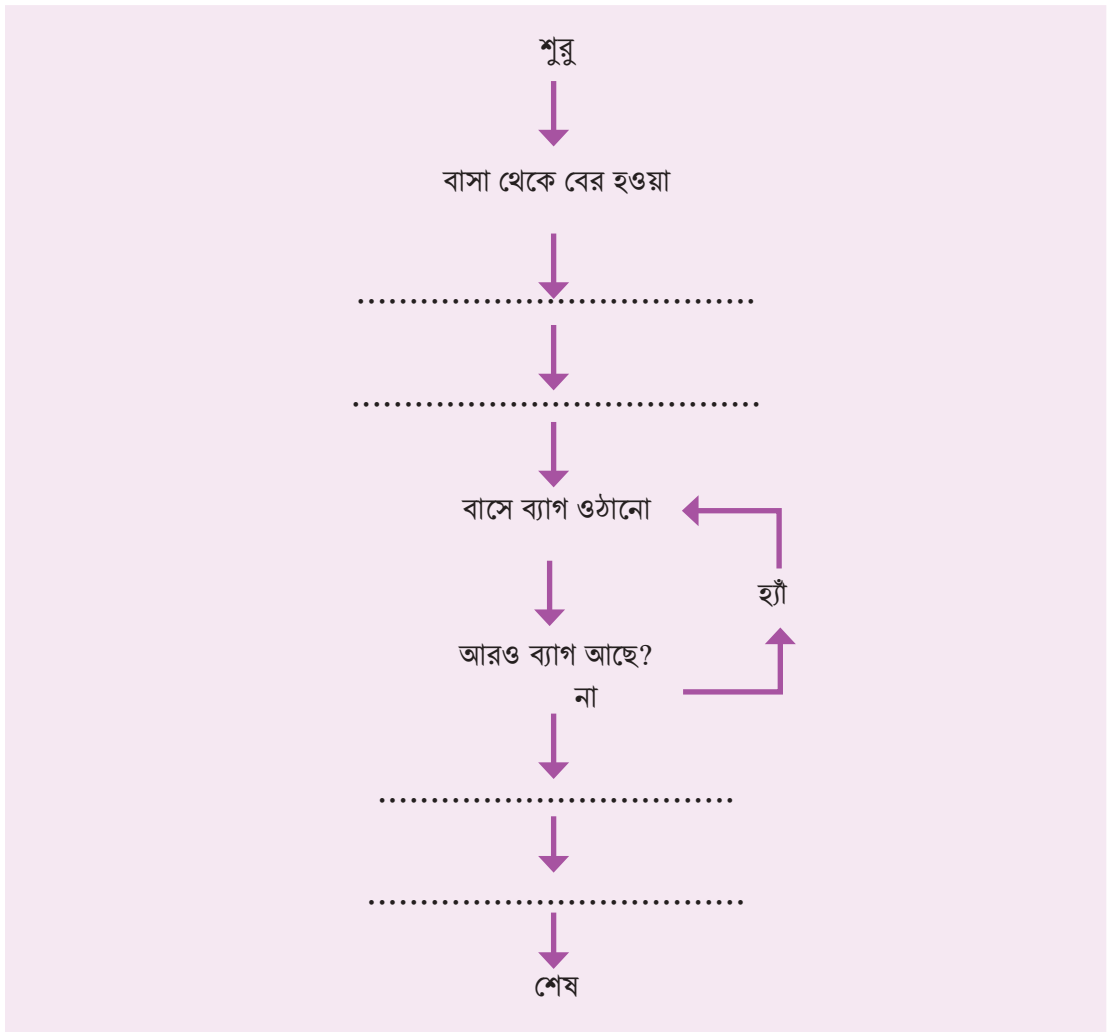 শুরু
বাসা থেকে বের হওয়া
......................................
.......................................
বাসে ব্যাগ ওঠানো
হ্যাঁ
আরও ব্যাগ আছে?
না
..................................
....................................
শেষ